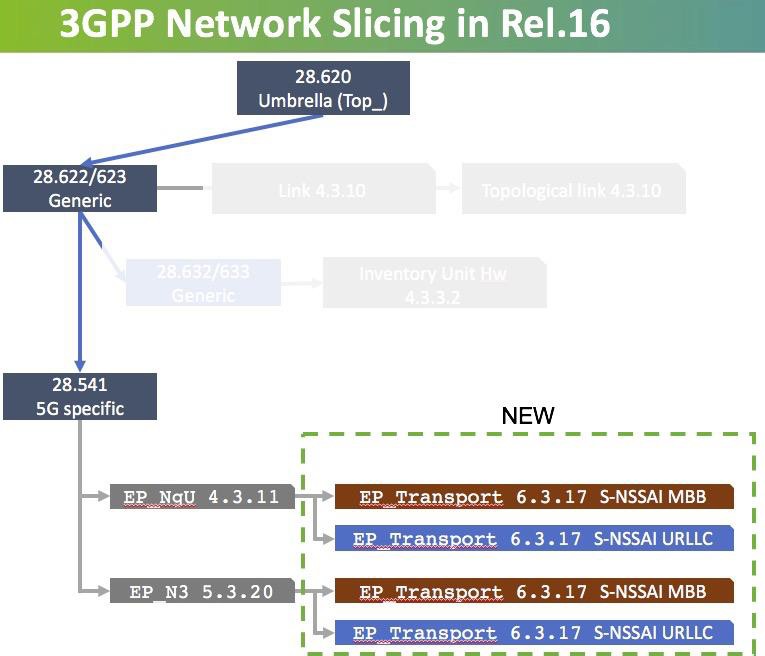 3GPP Network Slicing in Rel.16
28.620
Umbrella (Top_)
28.622/623
Generic
Link 4.3.10
Topological link 4.3.10
28.632/633
Generic
Inventory Unit Hw
4.3.3.2
28.541
5G specific
NEW
EP_NgU 4.3.11
EP_Transport 6.3.17 S-NSSAI MBB
EP_Transport 6.3.17 S-NSSAI URLLC
EP_N3 5.3.20
EP_Transport 6.3.17 S-NSSAI MBB
EP_Transport 6.3.17 S-NSSAI URLLC